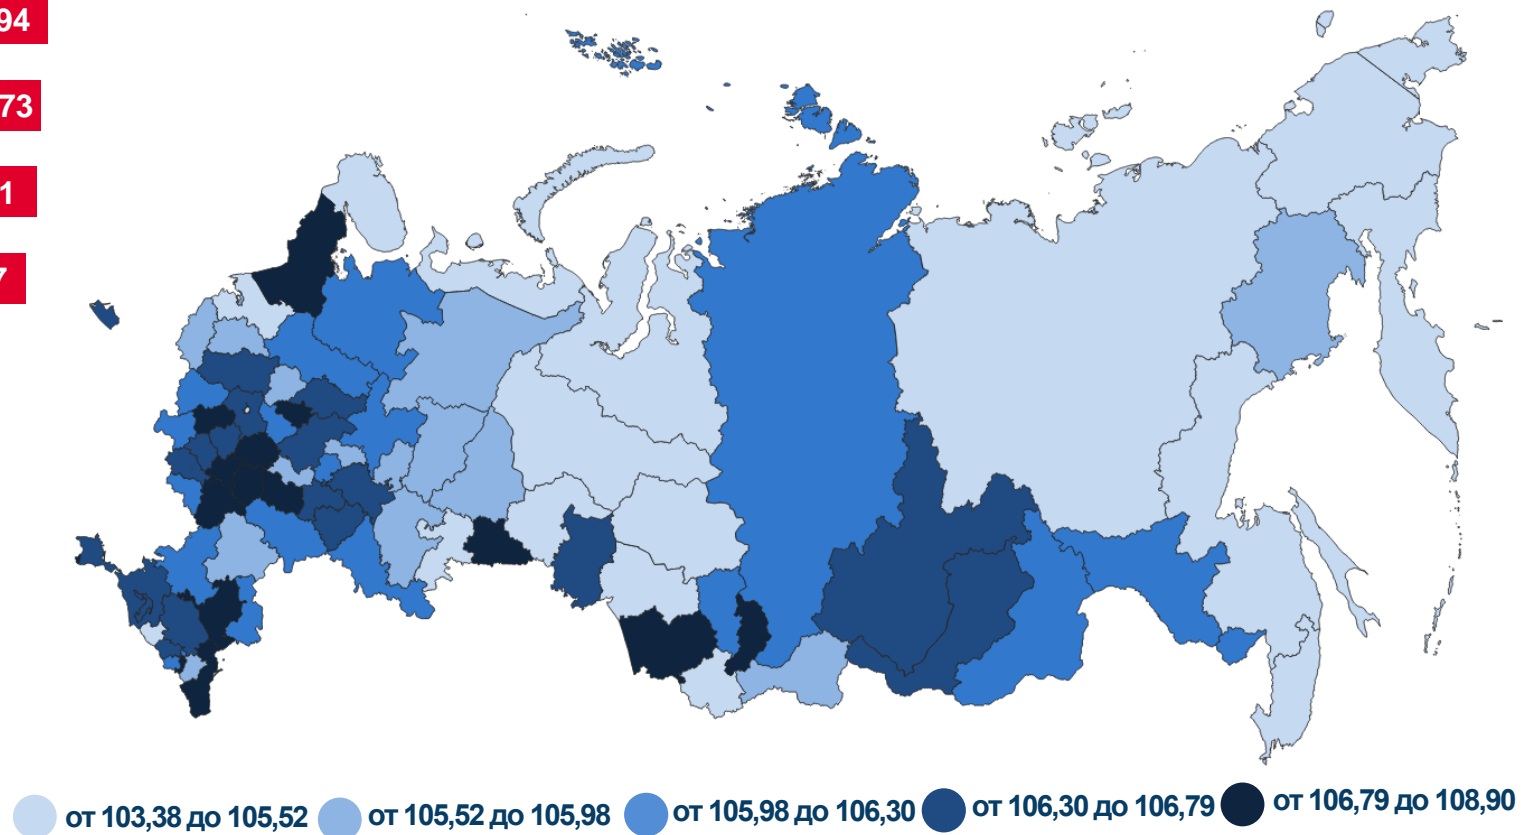 94
73
1
7
от 103,38 до 105,52
от 105,52 до 105,98
от 105,98 до 106,30
от 106,30 до 106,79
от 106,79 до 108,90